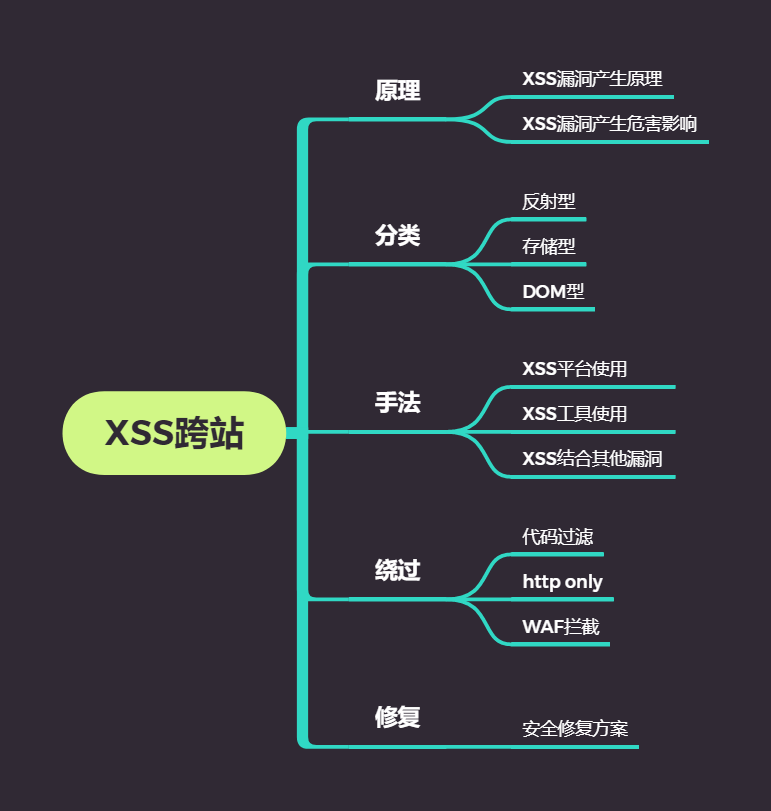 XSS跨站
原理
XSS漏洞产生原理
XSS漏洞产生危害影响
分类
反射型
存储型
DOM型
手法
XSS平台使用
XSS工具使用
XSS结合其他漏洞
绕过
代码过滤
http only
WAF拦截
修复
安全修复方案